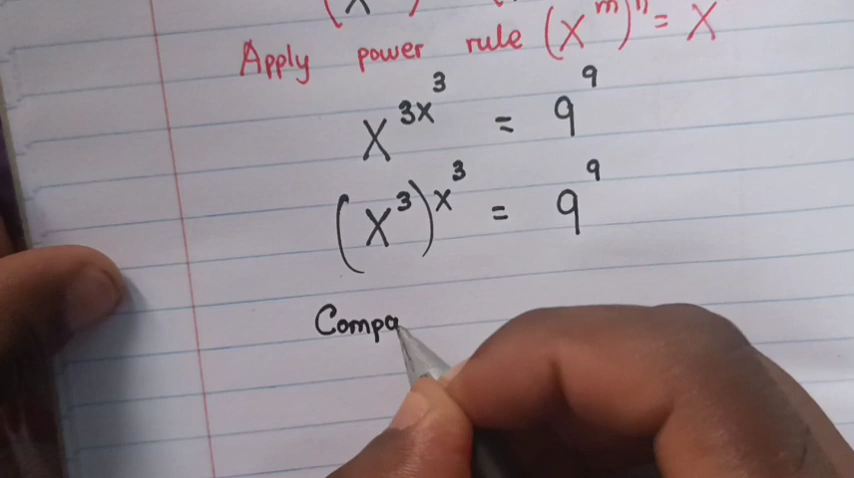 Apply power rule (x^m)^n = x
x^{3x^3} = 9^9
(x^3)^{x^3} = 9^9
Compa